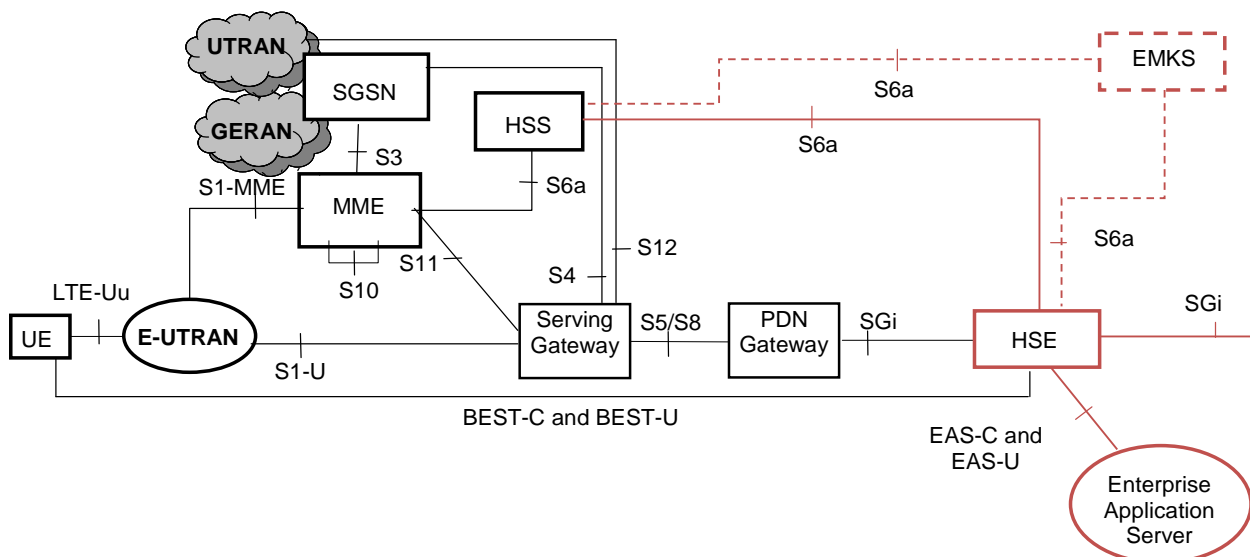 UTRAN
EMKS
SGSN
S6a
HSS
GERAN
S6a
S3
S1-MME
S6a
MME
S12
S6a
S11
S4
S10
LTE-Uu
SGi
Serving
Gateway
S5/S8
PDN
Gateway
SGi
UE
E-UTRAN
HSE
S1-U
BEST-C and BEST-U
EAS-C and
EAS-U
Enterprise
Application
Server